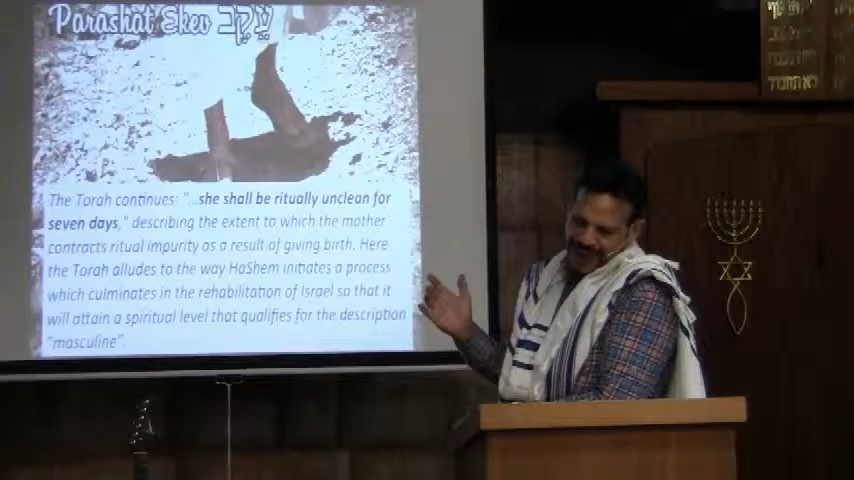 Parashat Ekev עֵקֶב
The Torah continues: "...she shall be ritually unclean for
seven days," describing the extent to which the mother
contracts ritual impurity as a result of giving birth. Here
the Torah alludes to the way HaShem initiates a process
which culminates in the rehabilitation of Israel so that it
will attain a spiritual level that qualifies for the description
"masculine".